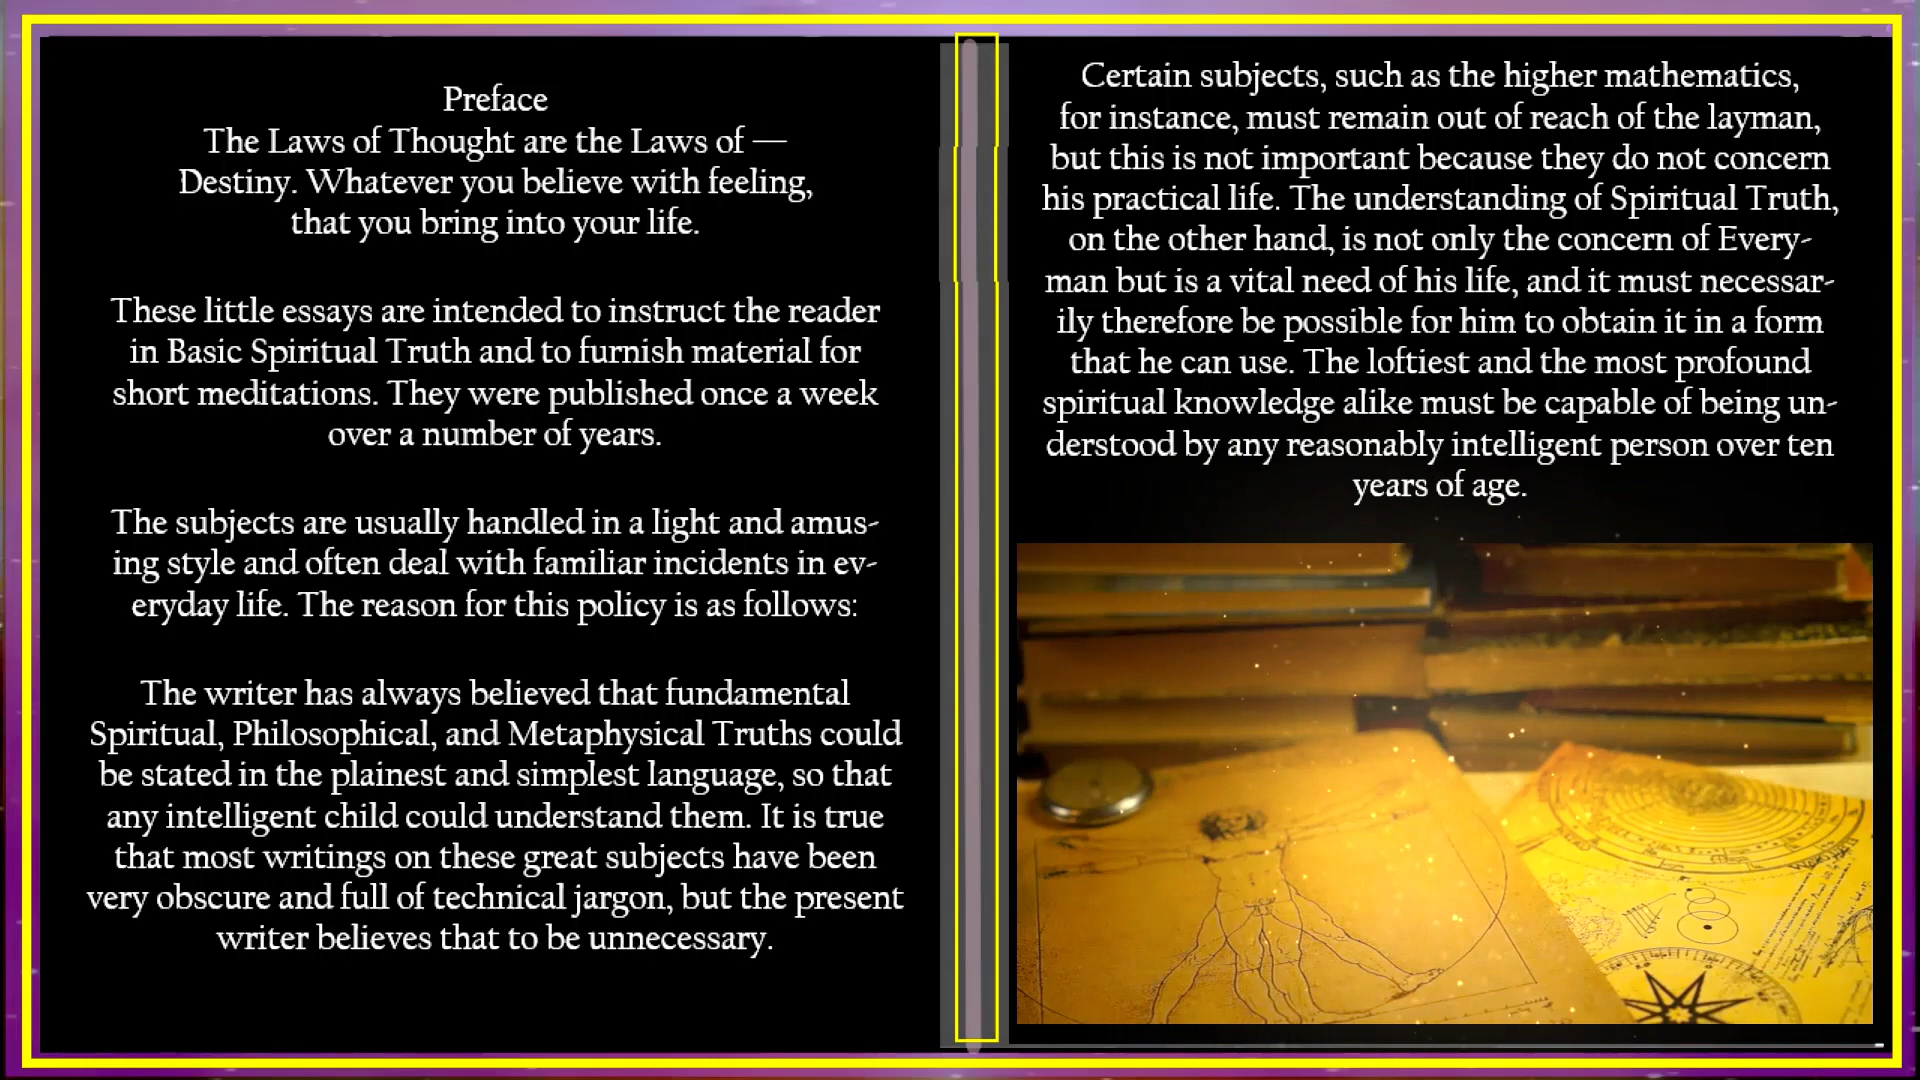 Preface
The Laws of Thought are the Laws of —
Destiny. Whatever you believe with feeling,
that you bring into your life.
These little essays are intended to instruct the reader
in Basic Spiritual Truth and to furnish material for
short meditations. They were published once a week
over a number of years.
The subjects are usually handled in a light and amus-
ing style and often deal with familiar incidents in ev-
eryday life. The reason for this policy is as follows:
The writer has always believed that fundamental
Spiritual, Philosophical, and Metaphysical Truths could
be stated in the plainest and simplest language, so that
any intelligent child could understand them. It is true
that most writings on these great subjects have been
very obscure and full of technical jargon, but the present
writer believes that to be unnecessary.
Certain subjects, such as the higher mathematics,
for instance, must remain out of reach of the layman,
but this is not important because they do not concern
his practical life. The understanding of Spiritual Truth,
on the other hand, is not only the concern of Every-
man but is a vital need of his life, and it must necessar-
ily therefore be possible for him to obtain it in a form
that he can use. The loftiest and the most profound
spiritual knowledge alike must be capable of being un-
derstood by any reasonably intelligent person over ten
years of age.